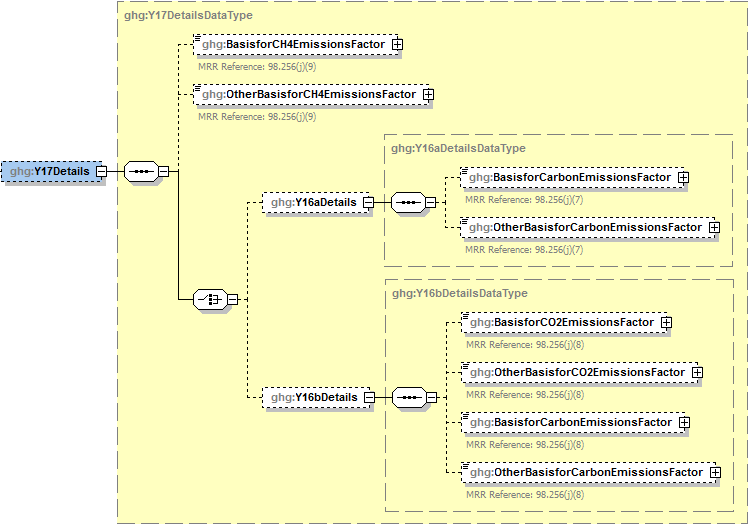 ghg:Y17DetailsDataType
ghg:BasisforCH4EmissionsFactor
MRR Reference: 98.256(j)(9)
ghg:OtherBasisforCH4EmissionsFactor
MRR Reference: 98.256(j)(9)
ghg:Y17Details
ghg:Y16aDetailsDataType
ghg:Y16aDetails
ghg:BasisforCarbonEmissionsFactor
MRR Reference: 98.256(j)(7)
ghg:OtherBasisforCarbonEmissionsFactor
MRR Reference: 98.256(j)(7)
ghg:Y16bDetailsDataType
ghg:Y16bDetails
ghg:BasisforCO2EmissionsFactor
MRR Reference: 98.256(j)(8)
ghg:OtherBasisforCO2EmissionsFactor
MRR Reference: 98.256(j)(8)
ghg:BasisforCarbonEmissionsFactor
MRR Reference: 98.256(j)(8)
ghg:OtherBasisforCarbonEmissionsFactor
MRR Reference: 98.256(j)(8)